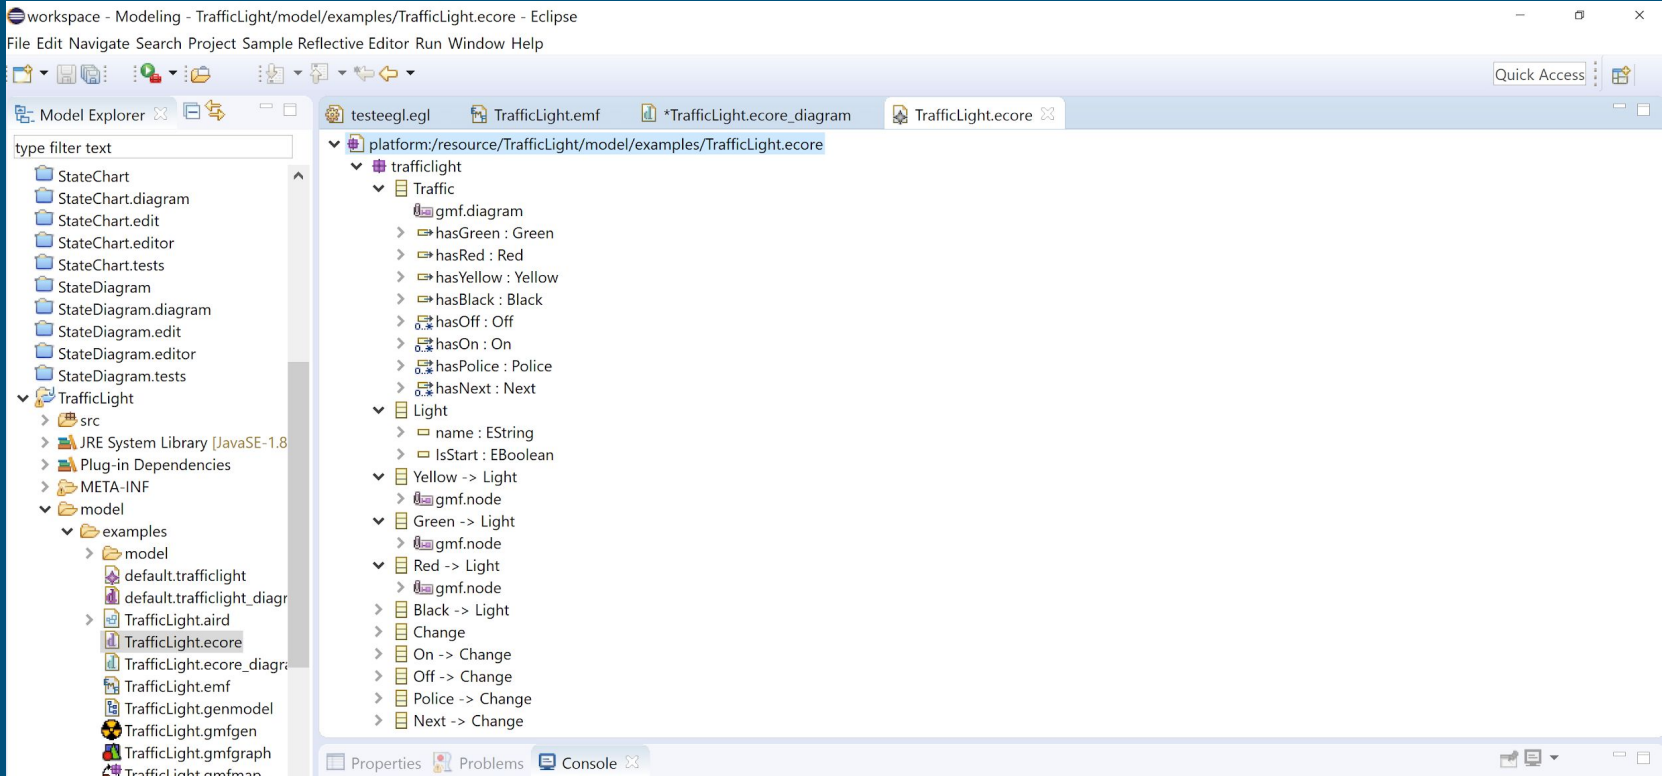 workspace - Modeling - TrafficLight/model/examples/TrafficLight.ecore - Eclipse
File Edit Navigate Search Project Sample Reflective Editor Run Window Help
Quick Access
Model Explorer
type filter text
StateChart
StateChart.diagram
StateChart.edit
StateChart.editor
StateChart.tests
StateDiagram
StateDiagram.diagram
StateDiagram.edit
StateDiagram.editor
StateDiagram.tests
TrafficLight
src
JRE System Library [JavaSE-1.8
Plug-in Dependencies
META-INF
model
examples
model
default.trafficlight
default.trafficlight_diagr
TrafficLight.aird
TrafficLight.ecore
TrafficLight.ecore_diagra
TrafficLight.emf
TrafficLight.genmodel
TrafficLight.gmfgen
TrafficLight.gmfgraph
TrafficLight.gmfmap
testeegl.egl TrafficLight.emf *TrafficLight.ecore_diagram TrafficLight.ecore
platform:/resource/TrafficLight/model/examples/TrafficLight.ecore
trafficlight
Traffic
gmf.diagram
hasGreen : Green
hasRed : Red
hasYellow : Yellow
hasBlack : Black
0..* hasOff : Off
0..* hasOn : On
0..* hasPolice : Police
0..* hasNext : Next
Light
name : EString
IsStart : EBoolean
Yellow -> Light
gmf.node
Green -> Light
gmf.node
Red -> Light
gmf.node
Black -> Light
Change
On -> Change
Off -> Change
Police -> Change
Next -> Change
Properties Problems Console